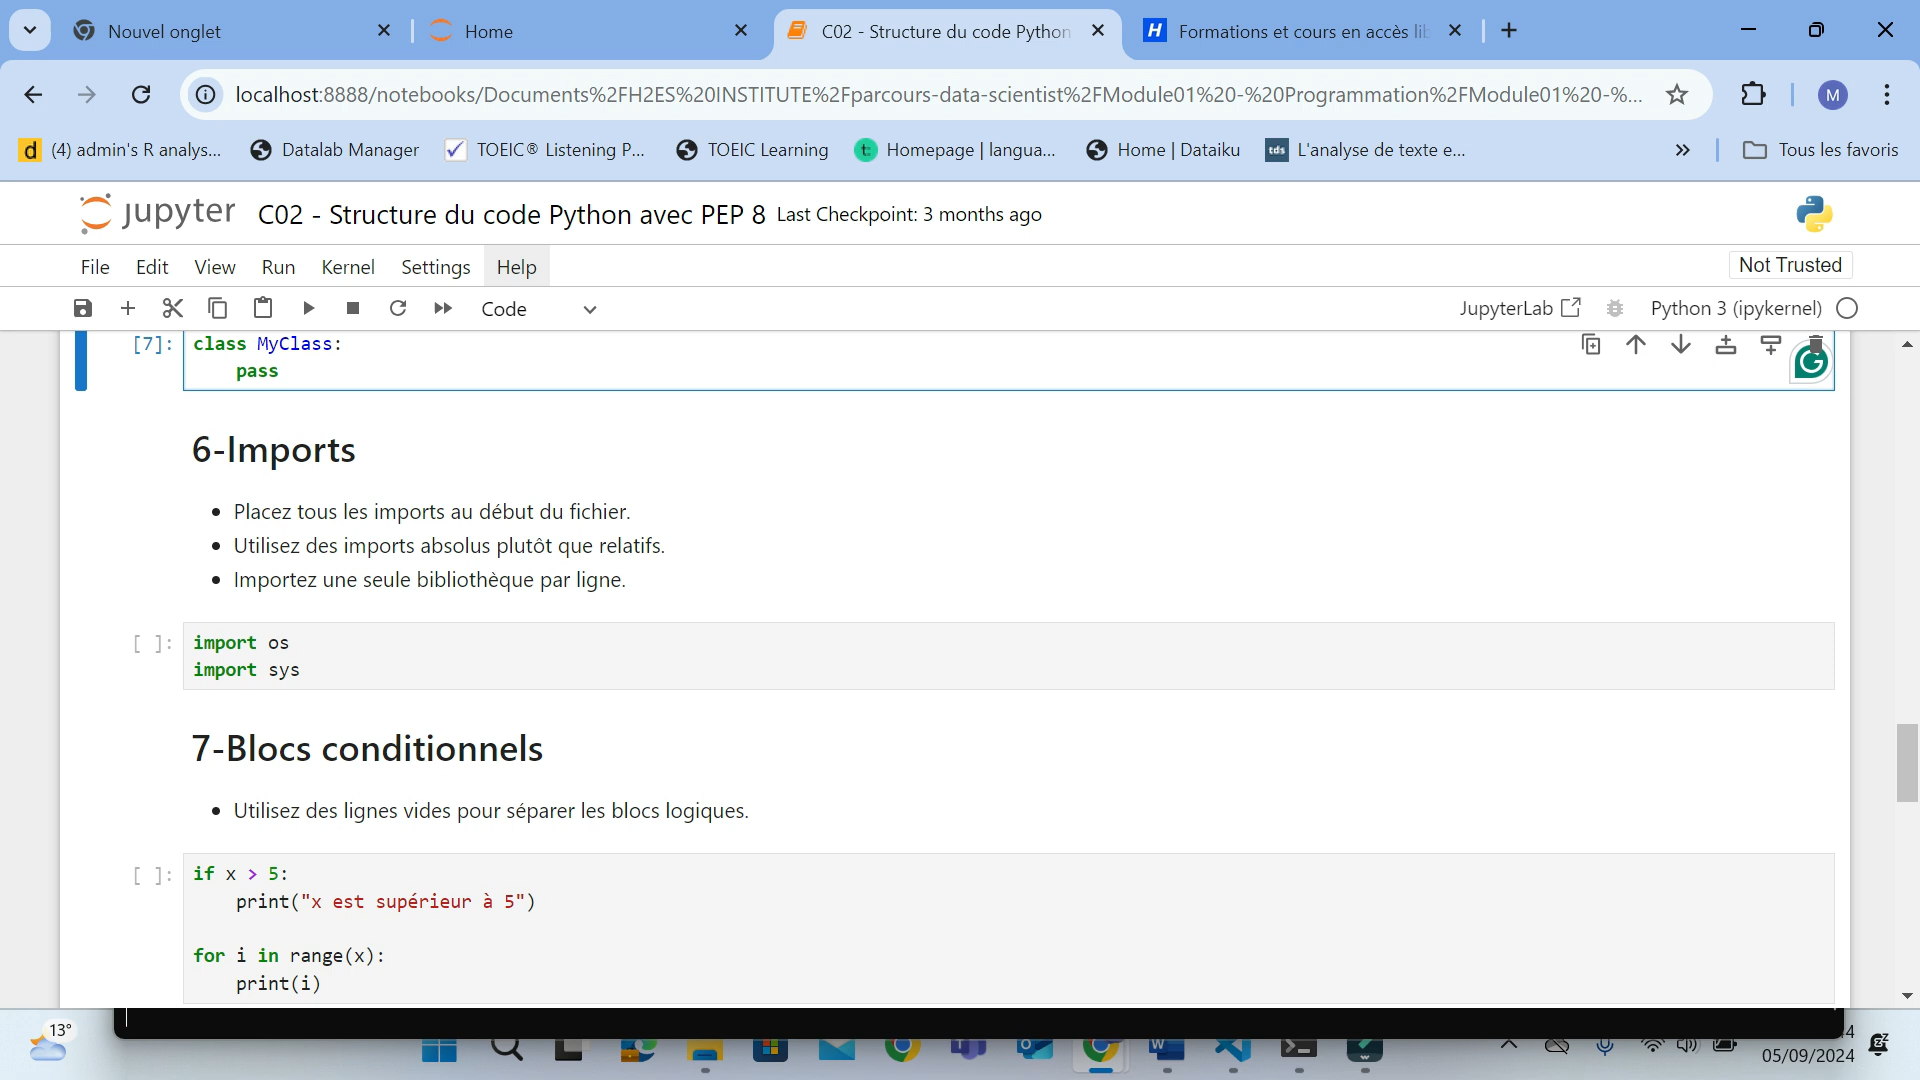 Nouvel onglet
Home
C02 - Structure du code Python
Formations et cours en accès lib
localhost:8888/notebooks/Documents%2FH2ES%20INSTITUTE%2Fparcours-data-scientist%2FModule01%20-%20Programmation%2FModule01%20-%...
M
(4) admin's R analys...
Datalab Manager
TOEIC® Listening P...
TOEIC Learning
Homepage | langua...
Home | Dataiku
tds
L'analyse de texte e...
Tous les favoris
jupyter C02 - Structure du code Python avec PEP 8 Last Checkpoint: 3 months ago
File Edit View Run Kernel Settings Help
Not Trusted
Code
JupyterLab
Python 3 (ipykernel)
[7]: class MyClass:
pass
6-Imports
• Placez tous les imports au début du fichier.
• Utilisez des imports absolus plutôt que relatifs.
• Importez une seule bibliothèque par ligne.
[ ]: import os
import sys
7-Blocs conditionnels
• Utilisez des lignes vides pour séparer les blocs logiques.
[ ]: if x > 5:
print("x est supérieur à 5")
for i in range(x):
print(i)
13°
05/09/2024